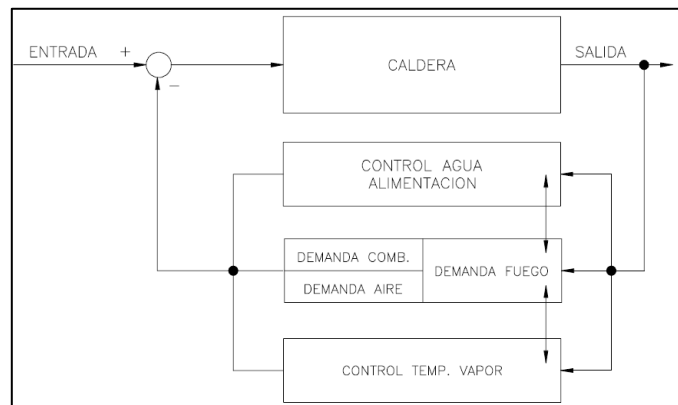 ENTRADA
+
−
CALDERA
SALIDA
CONTROL AGUA
ALIMENTACION
DEMANDA COMB.
DEMANDA AIRE
DEMANDA FUEGO
CONTROL TEMP. VAPOR